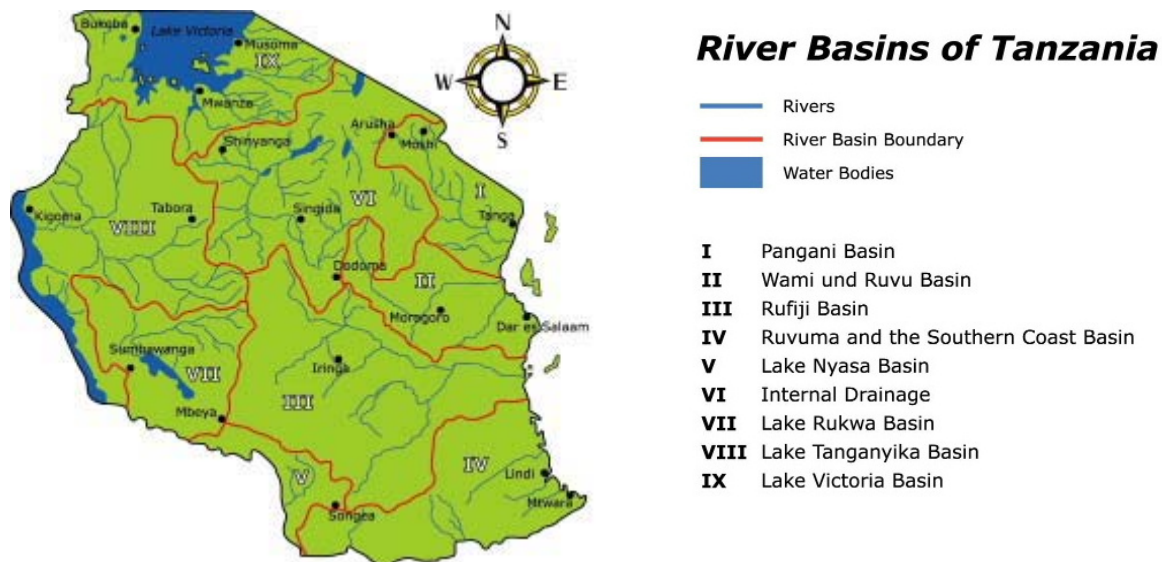 Bukoba
Lake Victoria
Musoma
IX
Mwanza
Shinyanga
Arusha
Moshi
N
W E
S
I
VI
Kigoma
Tabora
VIII
Singida
Tanga
Dodoma
II
Morogoro
Dar es Salaam
Sumbawanga
VII
Iringa
III
Mbeya
V
IV
Lindi
Mtwara
Songea
River Basins of Tanzania
Rivers
River Basin Boundary
Water Bodies
I Pangani Basin
II Wami und Ruvu Basin
III Rufiji Basin
IV Ruvuma and the Southern Coast Basin
V Lake Nyasa Basin
VI Internal Drainage
VII Lake Rukwa Basin
VIII Lake Tanganyika Basin
IX Lake Victoria Basin